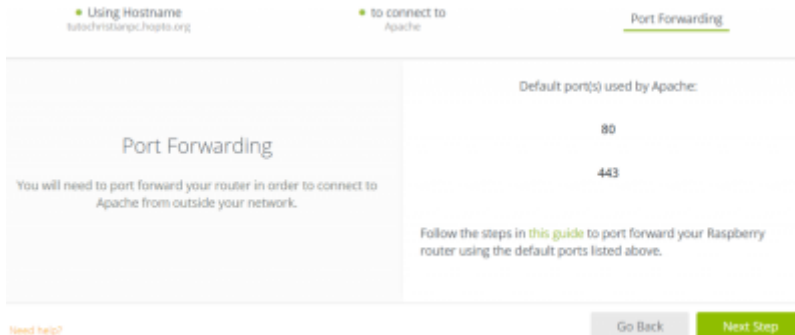 Using Hostname
tutochristianpc.hopto.org
to connect to
Apache
Port Forwarding
Port Forwarding
You will need to port forward your router in order to connect to
Apache from outside your network.
Default port(s) used by Apache:
80
443
Follow the steps in this guide to port forward your Raspberry
router using the default ports listed above.
Need help?
Go Back
Next Step